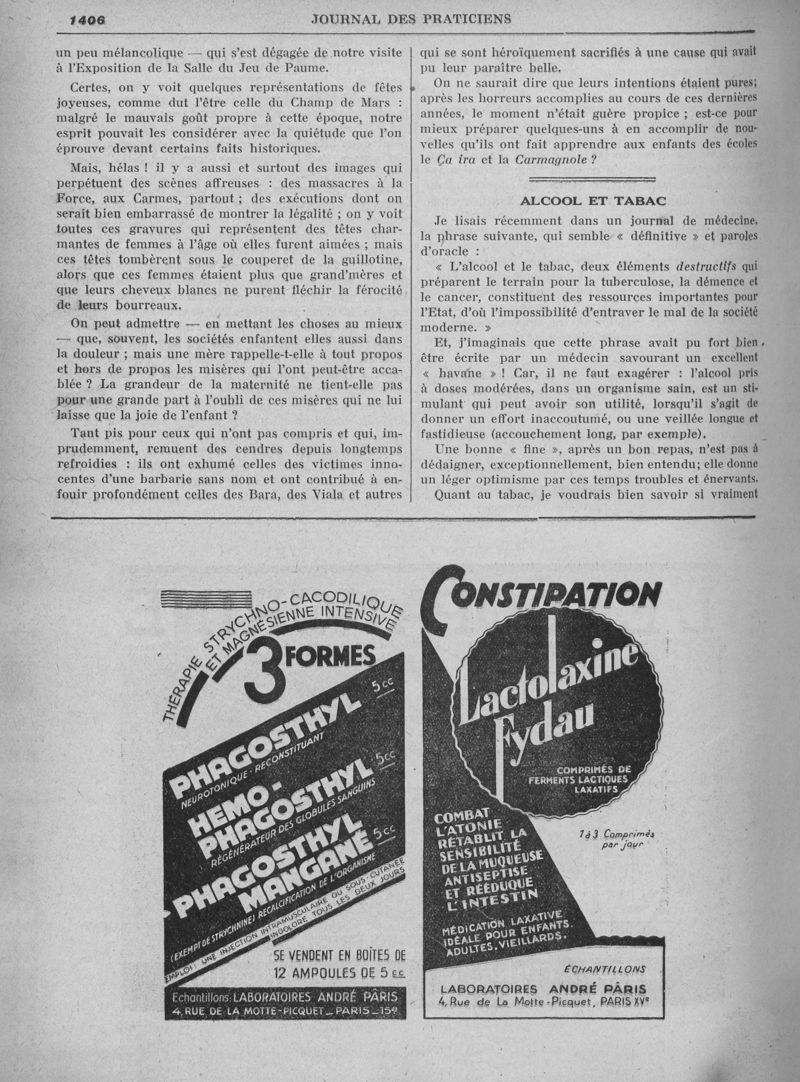 1406
JOURNAL DES PRATICIENS
un peu mélancolique — qui s'est dégagée de notre visite
à l'Exposition de la Salle du Jeu de Paume.
Certes, on y voit quelques représentations de fêtes
joyeuses, comme dut l'être celle du Champ de Mars :
malgré le mauvais goût propre à cette époque, notre
esprit pouvait les considérer avec la quiétude que l'on
éprouve devant certains faits historiques.
Mais, hélas ! il y a aussi et surtout des images qui
perpétuent des scènes affreuses : des massacres à la
Force, aux Carmes, partout ; des exécutions dont on
serait bien embarrassé de montrer la légalité ; on y voit
toutes ces gravures qui représentent des têtes char-
mantes de femmes à l'âge où elles furent aimées ; mais
ces têtes tombèrent sous le couperet de la guillotine,
alors que ces femmes étaient plus que grand'mères et
que leurs cheveux blancs ne purent fléchir la férocité
de leurs bourreaux.
On peut admettre — en mettant les choses au mieux
— que, souvent, les sociétés enfantent elles aussi dans
la douleur ; mais une mère rappelle-t-elle à tout propos
et hors de propos les misères qui l'ont peut-être acca-
blée ? La grandeur de la maternité ne tient-elle pas
pour une grande part à l'oubli de ces misères qui ne lui
laisse que la joie de l'enfant ?
Tant pis pour ceux qui n'ont pas compris et qui, im-
prudemment, remuent des cendres depuis longtemps
refroidies : ils ont exhumé celles des victimes inno-
centes d'une barbarie sans nom et ont contribué à en-
fouir profondément celles des Bara, des Viala et autres
qui se sont héroïquement sacrifiés à une cause qui avait
pu leur paraître belle.
On ne saurait dire que leurs intentions étaient pures;
après les horreurs accomplies au cours de ces dernières
années, le moment n'était guère propice ; est-ce pour
mieux préparer quelques-uns à en accomplir de nou-
velles qu'ils ont fait apprendre aux enfants des écoles
le Ça ira et la Carmagnole ?
ALCOOL ET TABAC
Je lisais récemment dans un journal de médecine,
la phrase suivante, qui semble « définitive » et paroles
d'oracle :
« L'alcool et le tabac, deux éléments destructifs qui
préparent le terrain pour la tuberculose, la démence et
le cancer, constituent des ressources importantes pour
l'Etat, d'où l'impossibilité d'entraver le mal de la société
moderne. »
Et, j'imaginais que cette phrase avait pu fort bien
être écrite par un médecin savourant un excellent
« havane » ! Car, il ne faut exagérer : l'alcool pris
à doses modérées, dans un organisme sain, est un sti-
mulant qui peut avoir son utilité, lorsqu'il s'agit de
donner un effort inaccoutumé, ou une veillée longue et
fastidieuse (accouchement long, par exemple).
Une bonne « fine », après un bon repas, n'est pas à
dédaigner, exceptionnellement, bien entendu; elle donne
un léger optimisme par ces temps troubles et énervants.
Quant au tabac, je voudrais bien savoir si vraiment
THÉRAPIE STRYCHNO-CACODILIQUE
ET MAGNÉSIENNE INTENSIVE
3 FORMES
PHAGOSTHYL 5cc
NEUROTONIQUE-RECONSTITUANT
HEMO-
PHAGOSTHYL 5cc
RÉGÉNÉRATEUR DES GLOBULES SANGUINS
PHAGOSTHYL
MANGANÉ 5cc
(EXEMPT DE STRYCHNINE) RECALCIFICATION DE L'ORGANISME
EMPLOI: UNE INJECTION INTRAMUSCULAIRE OU SOUS-CUTANÉE
INDOLORE TOUS LES DEUX JOURS
SE VENDENT EN BOÎTES DE
12 AMPOULES DE 5 c.c.
Echantillons: LABORATOIRES ANDRÉ PÂRIS
4, RUE DE LA MOTTE-PICQUET_PARIS_15e
CONSTIPATION
Lactolaxine
Fydau
COMPRIMÉS DE
FERMENTS LACTIQUES
LAXATIFS
1 à 3 Comprimés
par jour
COMBAT
L'ATONIE
RÉTABLIT LA
SENSIBILITÉ
DE LA MUQUEUSE
ANTISEPTISE
ET RÉÉDUQUE
L'INTESTIN
MÉDICATION LAXATIVE
IDÉALE POUR ENFANTS.
ADULTES, VIEILLARDS.
ÉCHANTILLONS
LABORATOIRES ANDRÉ PÂRIS
4, Rue de La Motte-Picquet, PARIS XVe